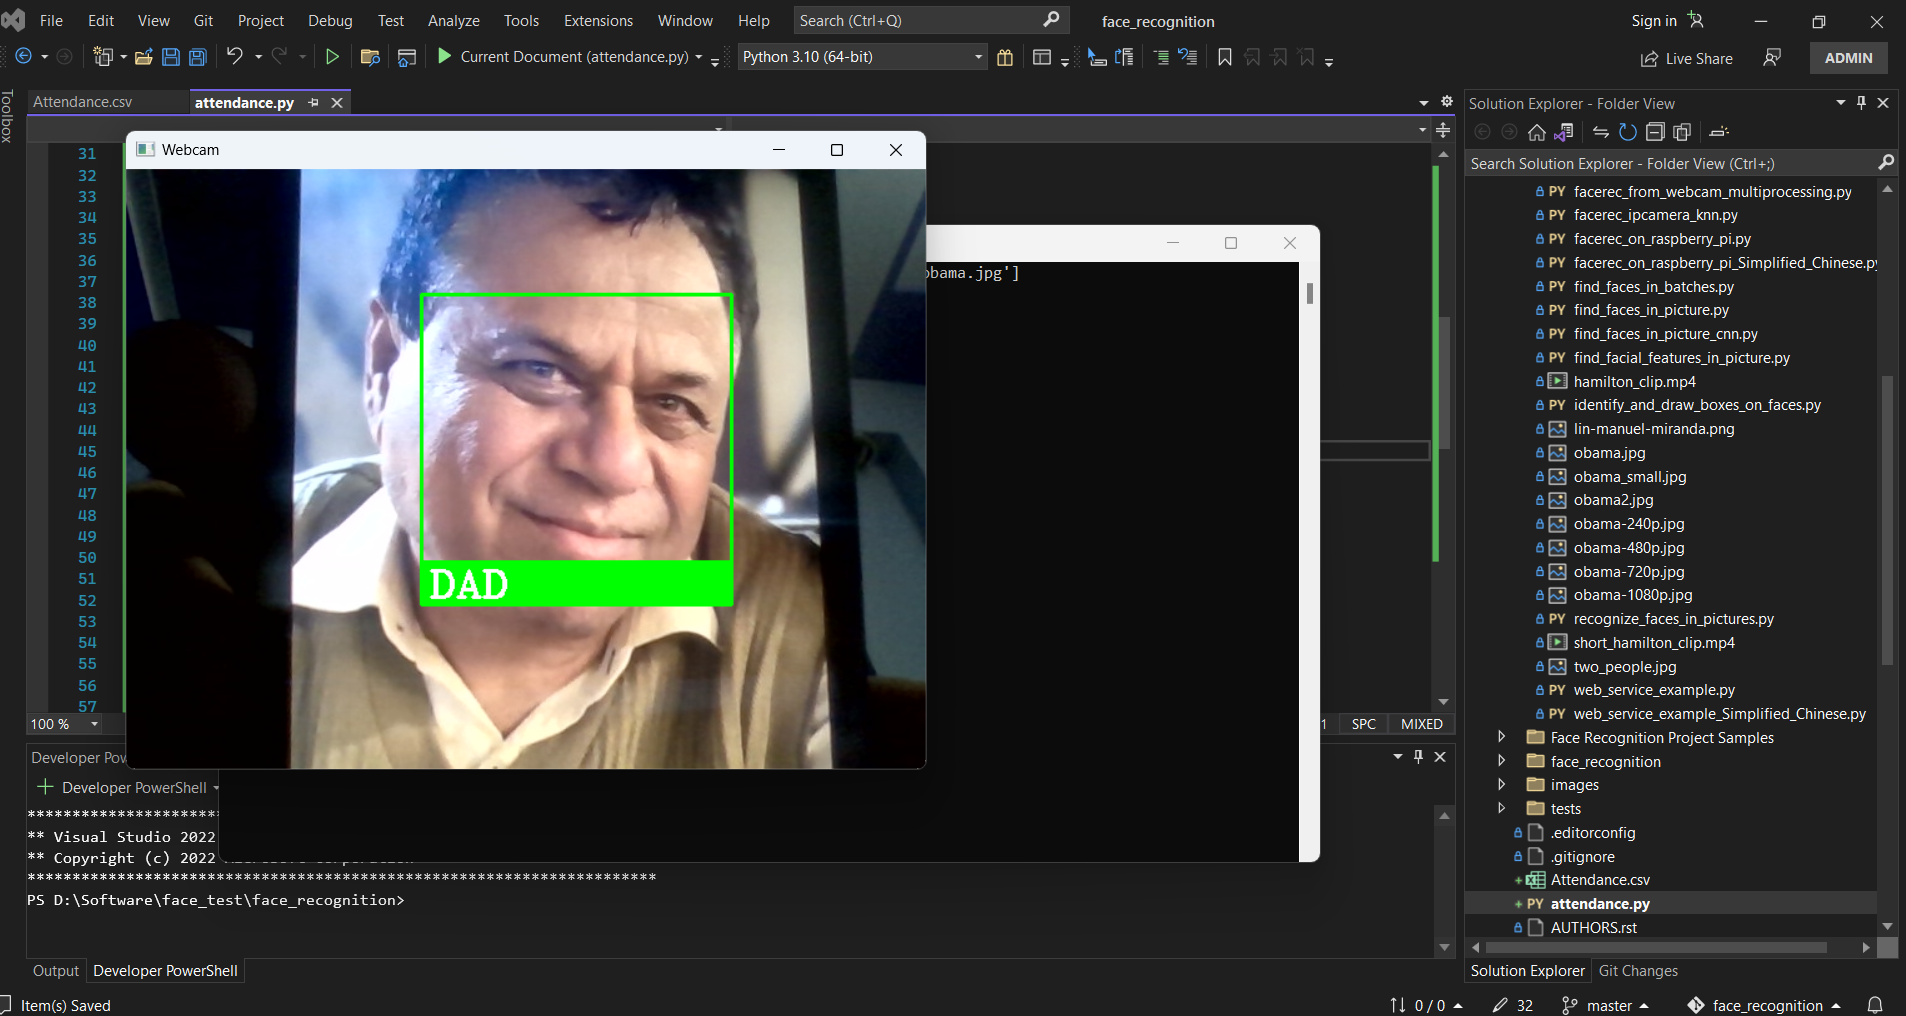 File Edit View Git Project Debug Test Analyze Tools Extensions Window Help Search (Ctrl+Q) face_recognition Sign in
Current Document (attendance.py) Python 3.10 (64-bit) Live Share ADMIN
Toolbox
Attendance.csv attendance.py
Webcam
31
32
33
34
35
36
37
38
39
40
41
42
43
44
45
46
47
48
49
50
51
52
53
54
55
56
57
DAD
obama.jpg']
100 %
1 SPC MIXED
Developer PowerShell
** Visual Studio 2022
** Copyright (c) 2022 Microsoft Corporation
***********************************************************************
PS D:\Software\face_test\face_recognition>
Output Developer PowerShell
Solution Explorer - Folder View
Search Solution Explorer - Folder View (Ctrl+;)
PY facerec_from_webcam_multiprocessing.py
PY facerec_ipcamera_knn.py
PY facerec_on_raspberry_pi.py
PY facerec_on_raspberry_pi_Simplified_Chinese.py
PY find_faces_in_batches.py
PY find_faces_in_picture.py
PY find_faces_in_picture_cnn.py
PY find_facial_features_in_picture.py
hamilton_clip.mp4
PY identify_and_draw_boxes_on_faces.py
lin-manuel-miranda.png
obama.jpg
obama_small.jpg
obama2.jpg
obama-240p.jpg
obama-480p.jpg
obama-720p.jpg
obama-1080p.jpg
PY recognize_faces_in_pictures.py
short_hamilton_clip.mp4
two_people.jpg
PY web_service_example.py
PY web_service_example_Simplified_Chinese.py
Face Recognition Project Samples
face_recognition
images
tests
.editorconfig
.gitignore
Attendance.csv
PY attendance.py
AUTHORS.rst
Solution Explorer Git Changes
Item(s) Saved 0 / 0 32 master face_recognition